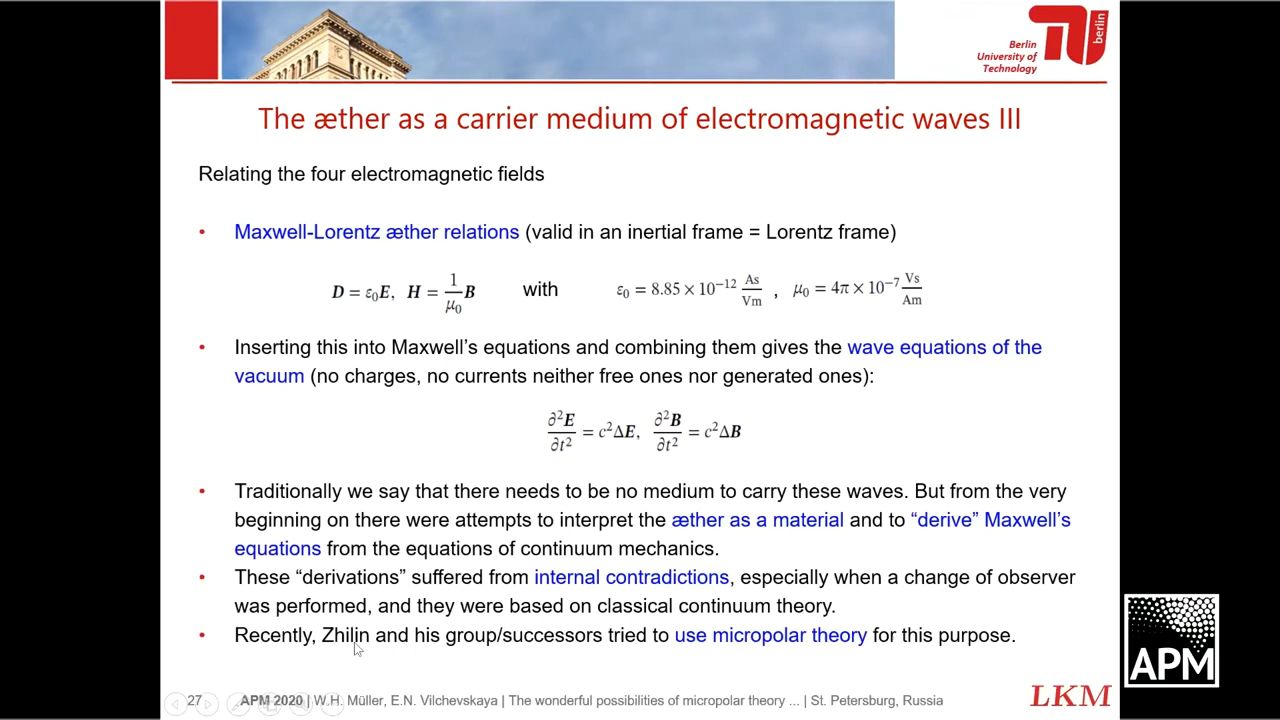 Berlin
University of
Technology
berlin
The æther as a carrier medium of electromagnetic waves III
Relating the four electromagnetic fields
• Maxwell-Lorentz æther relations (valid in an inertial frame = Lorentz frame)
D = ε₀E, H = 1/μ₀ B with ε₀ = 8.85 × 10⁻¹² As/Vm , μ₀ = 4π × 10⁻⁷ Vs/Am
• Inserting this into Maxwell's equations and combining them gives the wave equations of the
vacuum (no charges, no currents neither free ones nor generated ones):
∂²E/∂t² = c²ΔE, ∂²B/∂t² = c²ΔB
• Traditionally we say that there needs to be no medium to carry these waves. But from the very
beginning on there were attempts to interpret the æther as a material and to “derive” Maxwell's
equations from the equations of continuum mechanics.
• These “derivations” suffered from internal contradictions, especially when a change of observer
was performed, and they were based on classical continuum theory.
• Recently, Zhilin and his group/successors tried to use micropolar theory for this purpose.
27 APM 2020 | W.H. Müller, E.N. Vilchevskaya | The wonderful possibilities of micropolar theory ... | St. Petersburg, Russia
LKM
APM